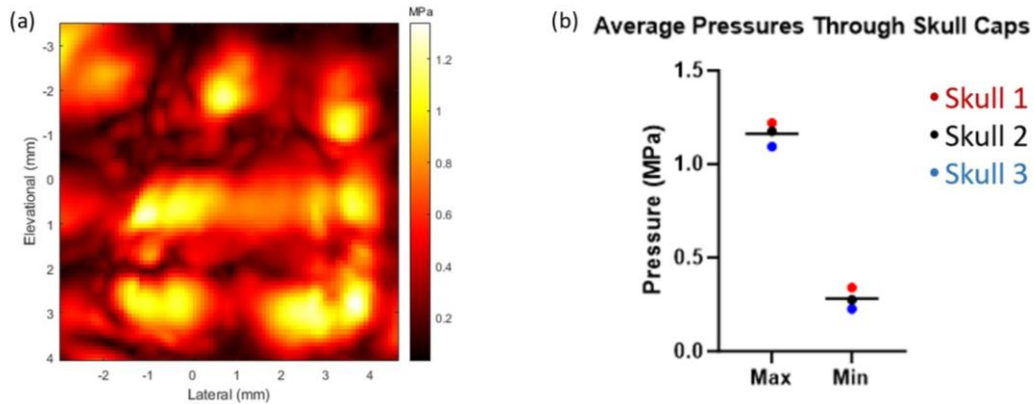 (a)
MPa
-3
-2
-1
0
1
2
3
4
Elevational (mm)
-2 -1 0 1 2 3 4
Lateral (mm)
1.2
1
0.8
0.6
0.4
0.2
(b) Average Pressures Through Skull Caps
1.5
1.0
0.5
0.0
Pressure (MPa)
Max Min
Skull 1
Skull 2
Skull 3